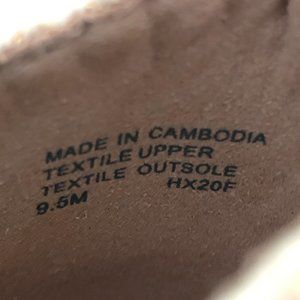 MADE IN CAMBODIA
TEXTILE UPPER
TEXTILE OUTSOLE
9.5M HX20F